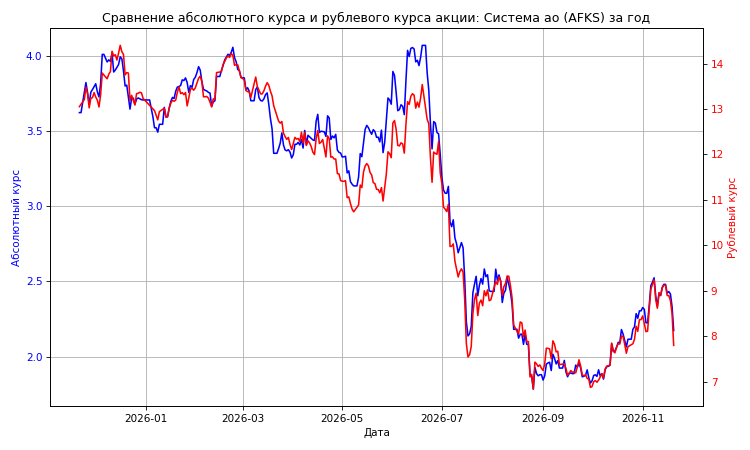 Сравнение абсолютного курса и рублевого курса акции: Система ао (AFKS) за год
Абсолютный курс
4.0
3.5
3.0
2.5
2.0
14
13
12
11
10
9
8
7
Рублевый курс
2026-01 2026-03 2026-05 2026-07 2026-09 2026-11
Дата